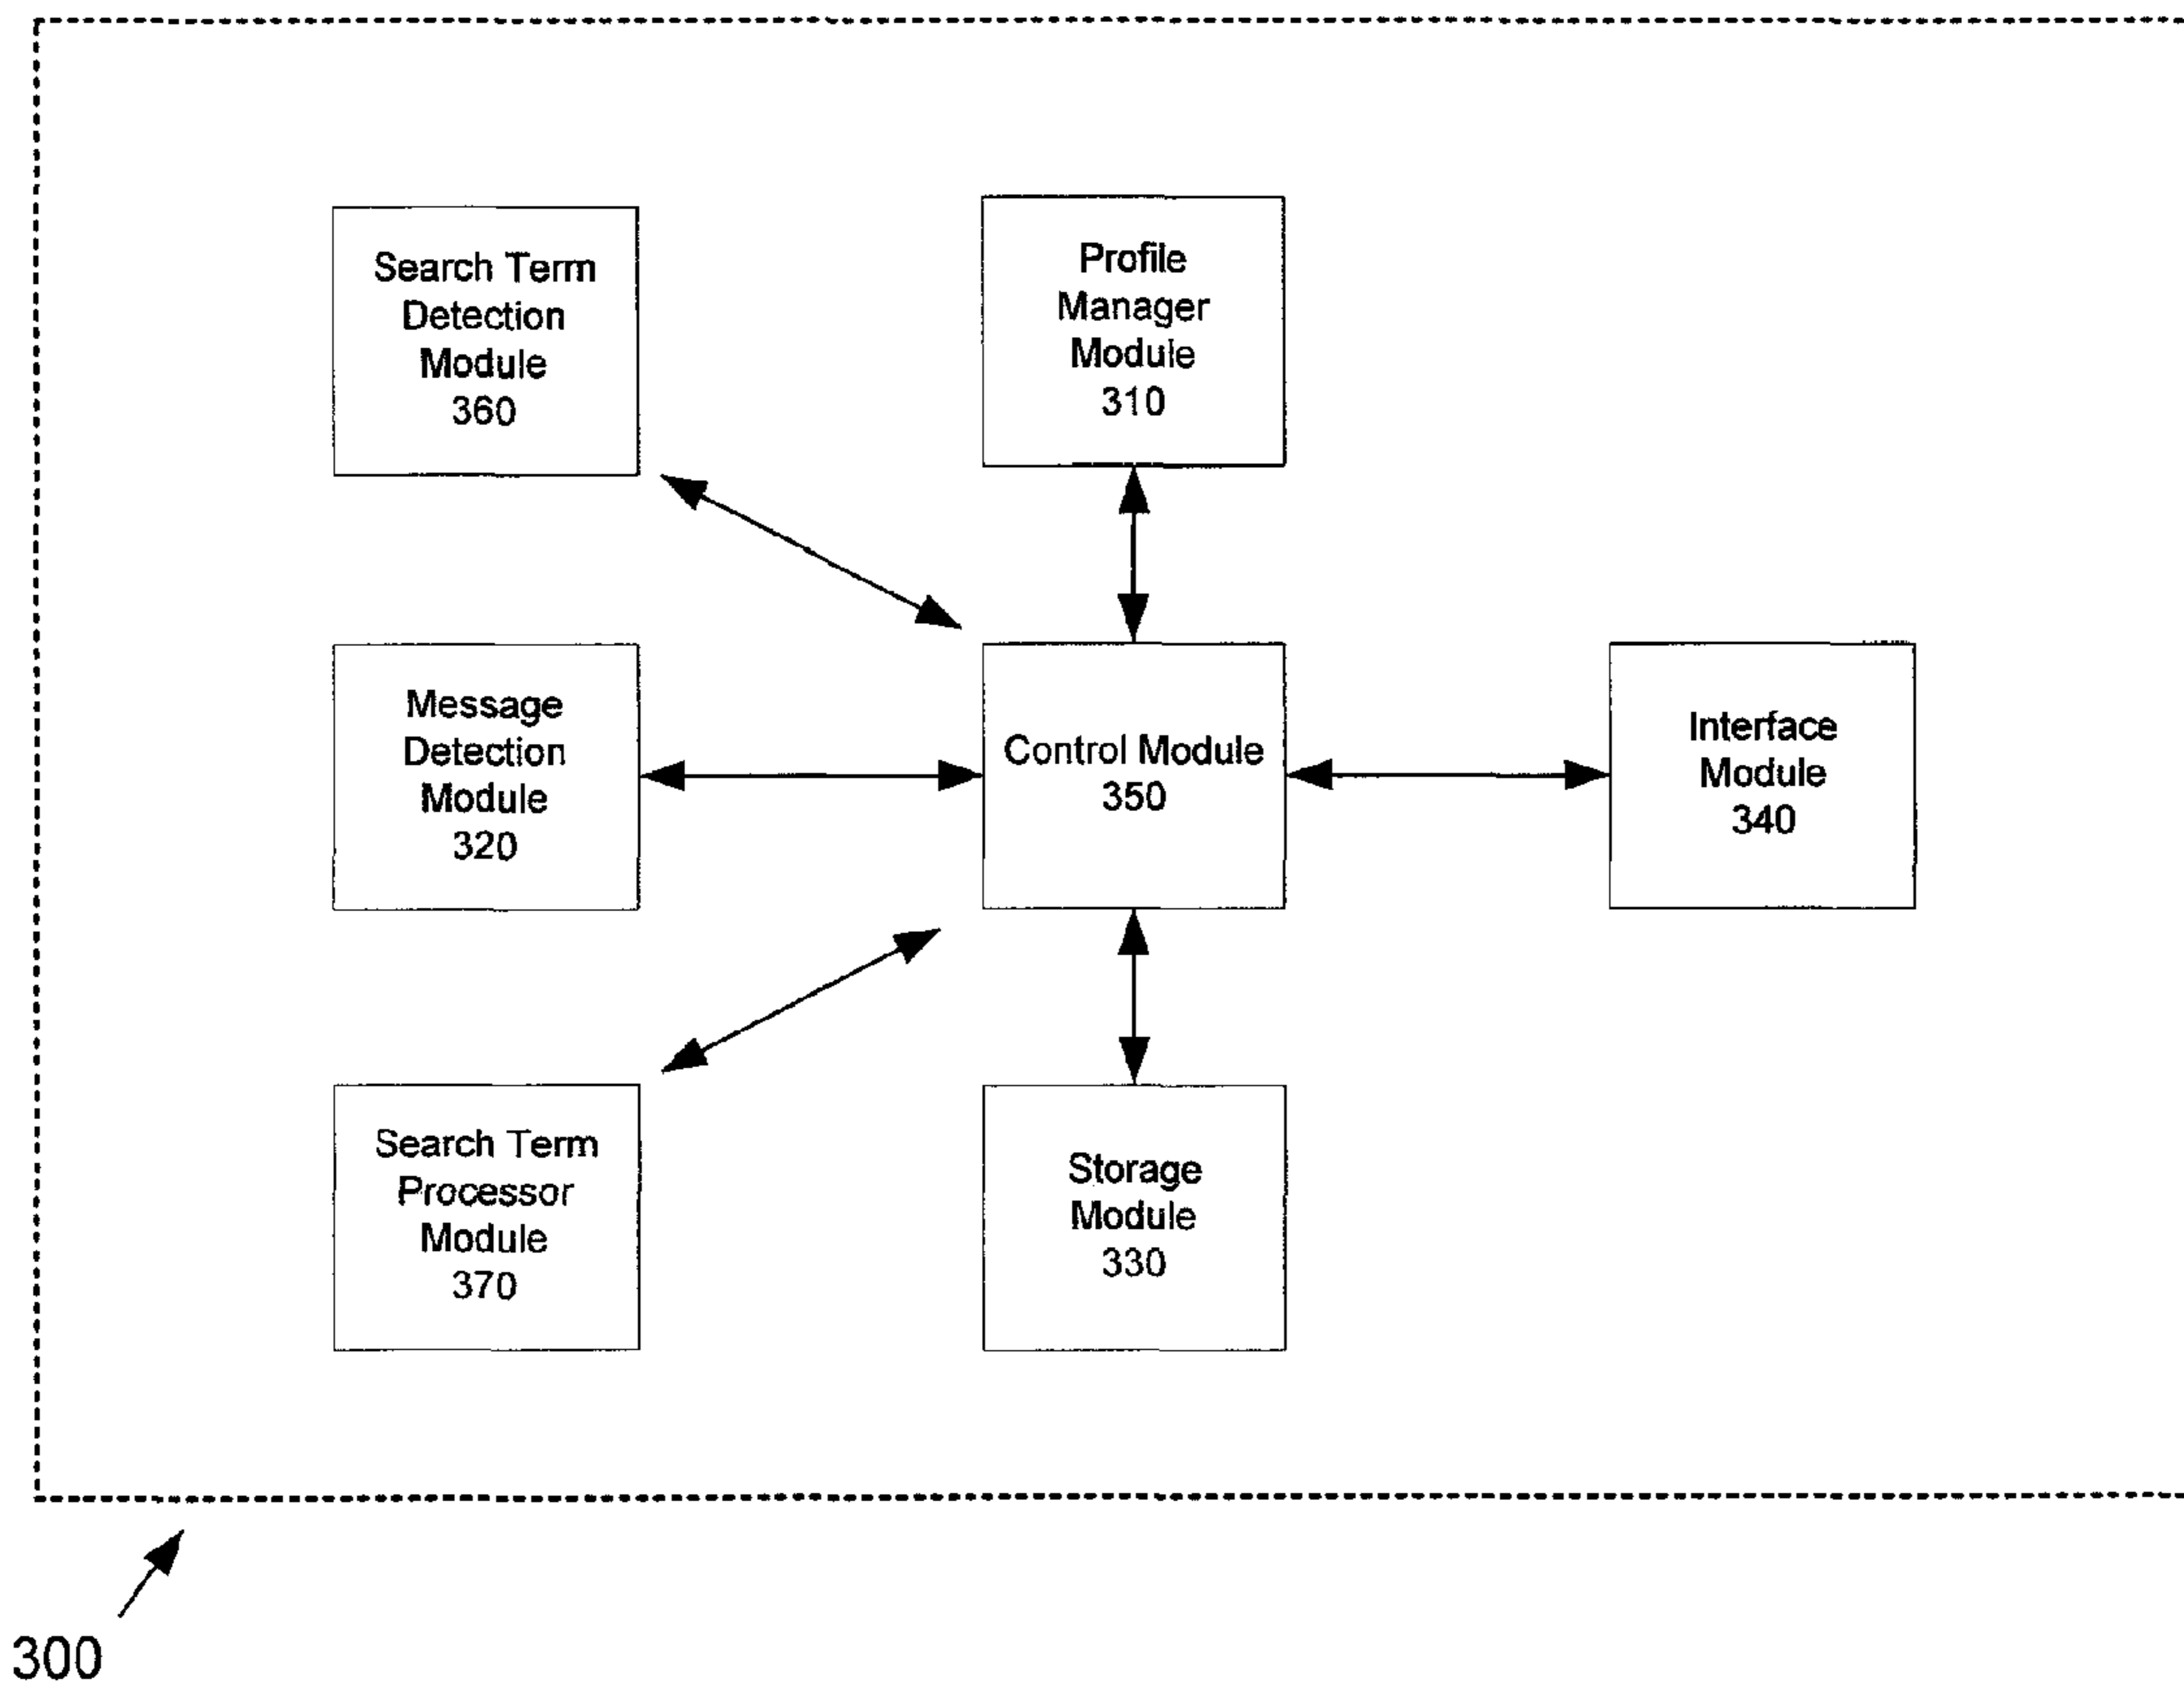 Search Term
Detection
Module
360
Profile
Manager
Module
310
Message
Detection
Module
320
Control Module
350
Interface
Module
340
Search Term
Processor
Module
370
Storage
Module
330
300